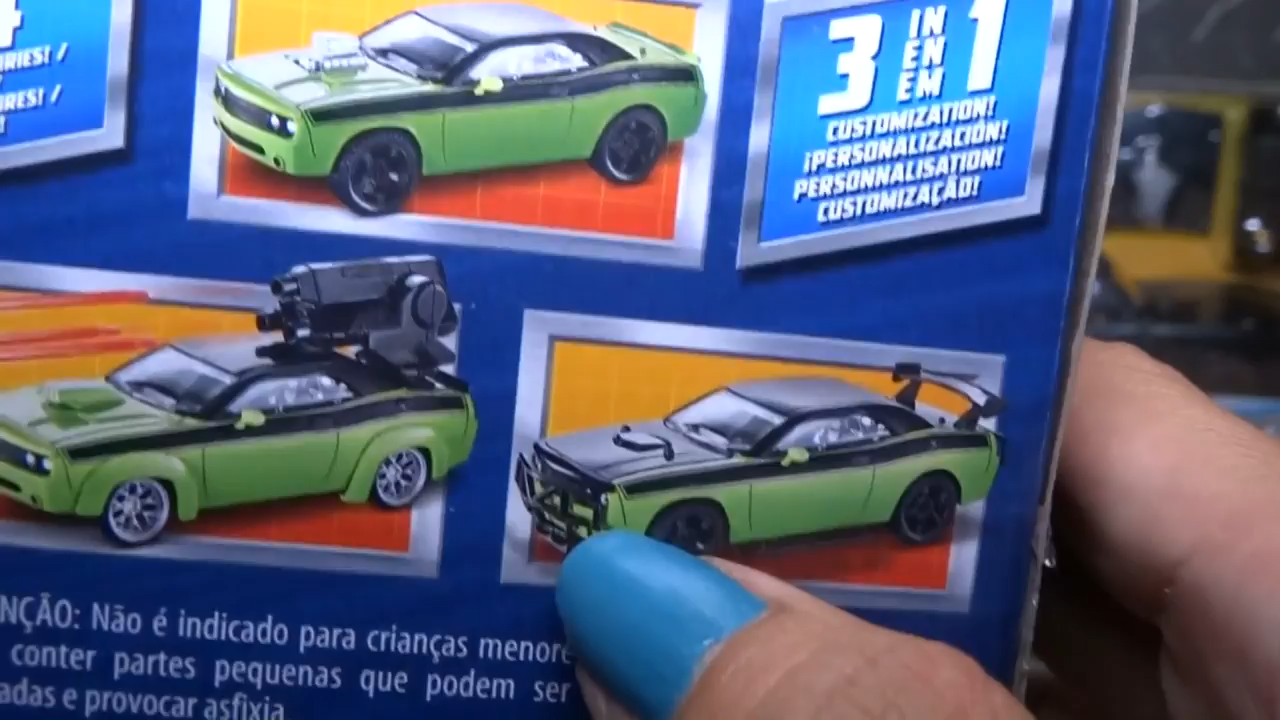 4
RIES! /
RES! /
3 IN EN EM 1
CUSTOMIZATION!
¡PERSONALIZACIÓN!
PERSONNALISATION!
CUSTOMIZAÇÃO!
NÇÃO: Não é indicado para crianças menore
conter partes pequenas que podem ser
adas e provocar asfixia